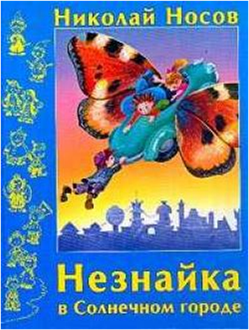 Николай Носов
Незнайка
в Солнечном городе